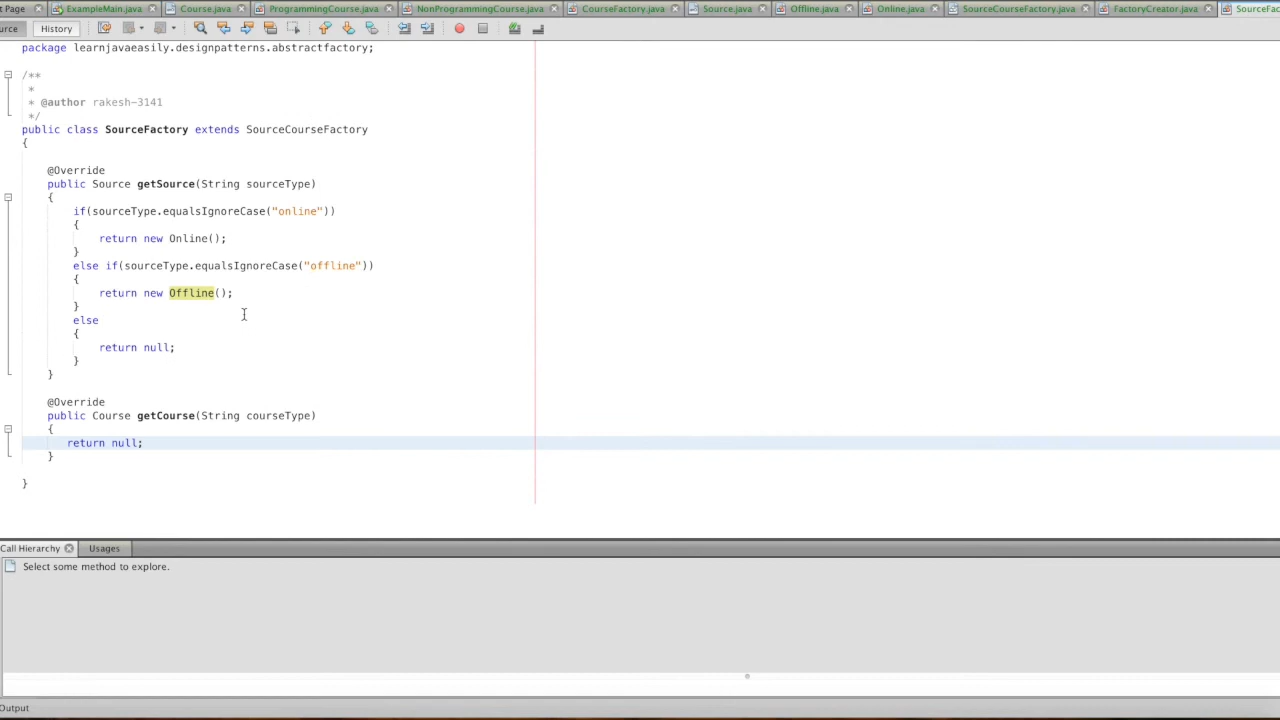 t Page ExampleMain.java Course.java ProgrammingCourse.java NonProgrammingCourse.java CourseFactory.java Source.java Offline.java Online.java SourceCourseFactory.java FactoryCreator.java SourceFac
urce History
package learnjavaeasily.designpatterns.abstractfactory;
/**
*
* @author rakesh-3141
*/
public class SourceFactory extends SourceCourseFactory
{
@Override
public Source getSource(String sourceType)
{
if(sourceType.equalsIgnoreCase("online"))
{
return new Online();
}
else if(sourceType.equalsIgnoreCase("offline"))
{
return new Offline();
}
else
{
return null;
}
}
@Override
public Course getCourse(String courseType)
{
return null;
}
}
Call Hierarchy Usages
Select some method to explore.
Output